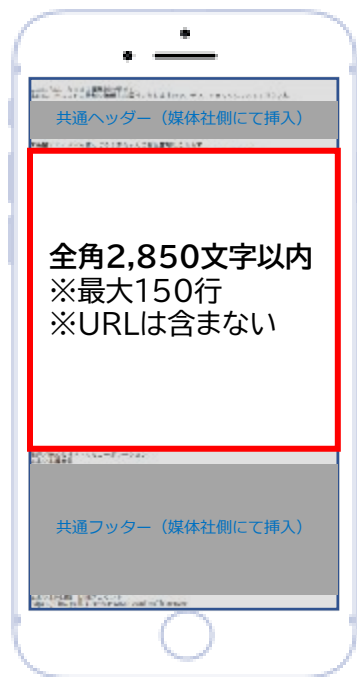 共通ヘッダー（媒体社側にて挿入）
全角2,850文字以内
※最大150行
※URLは含まない
共通フッター（媒体社側にて挿入）